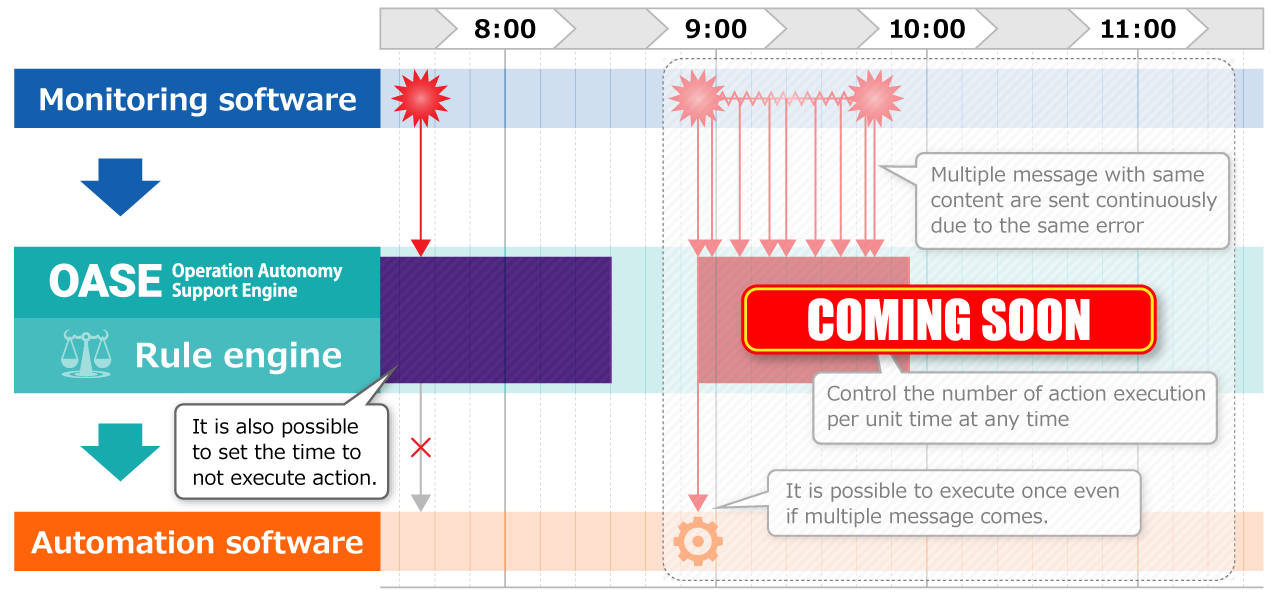 8:00
9:00
10:00
11:00
Monitoring software
Multiple message with same
content are sent continuously
due to the same error
OASE Operation Autonomy
Support Engine
COMING SOON
Rule engine
Control the number of action execution
per unit time at any time
It is also possible
to set the time to
not execute action.
It is possible to execute once even
if multiple message comes.
Automation software